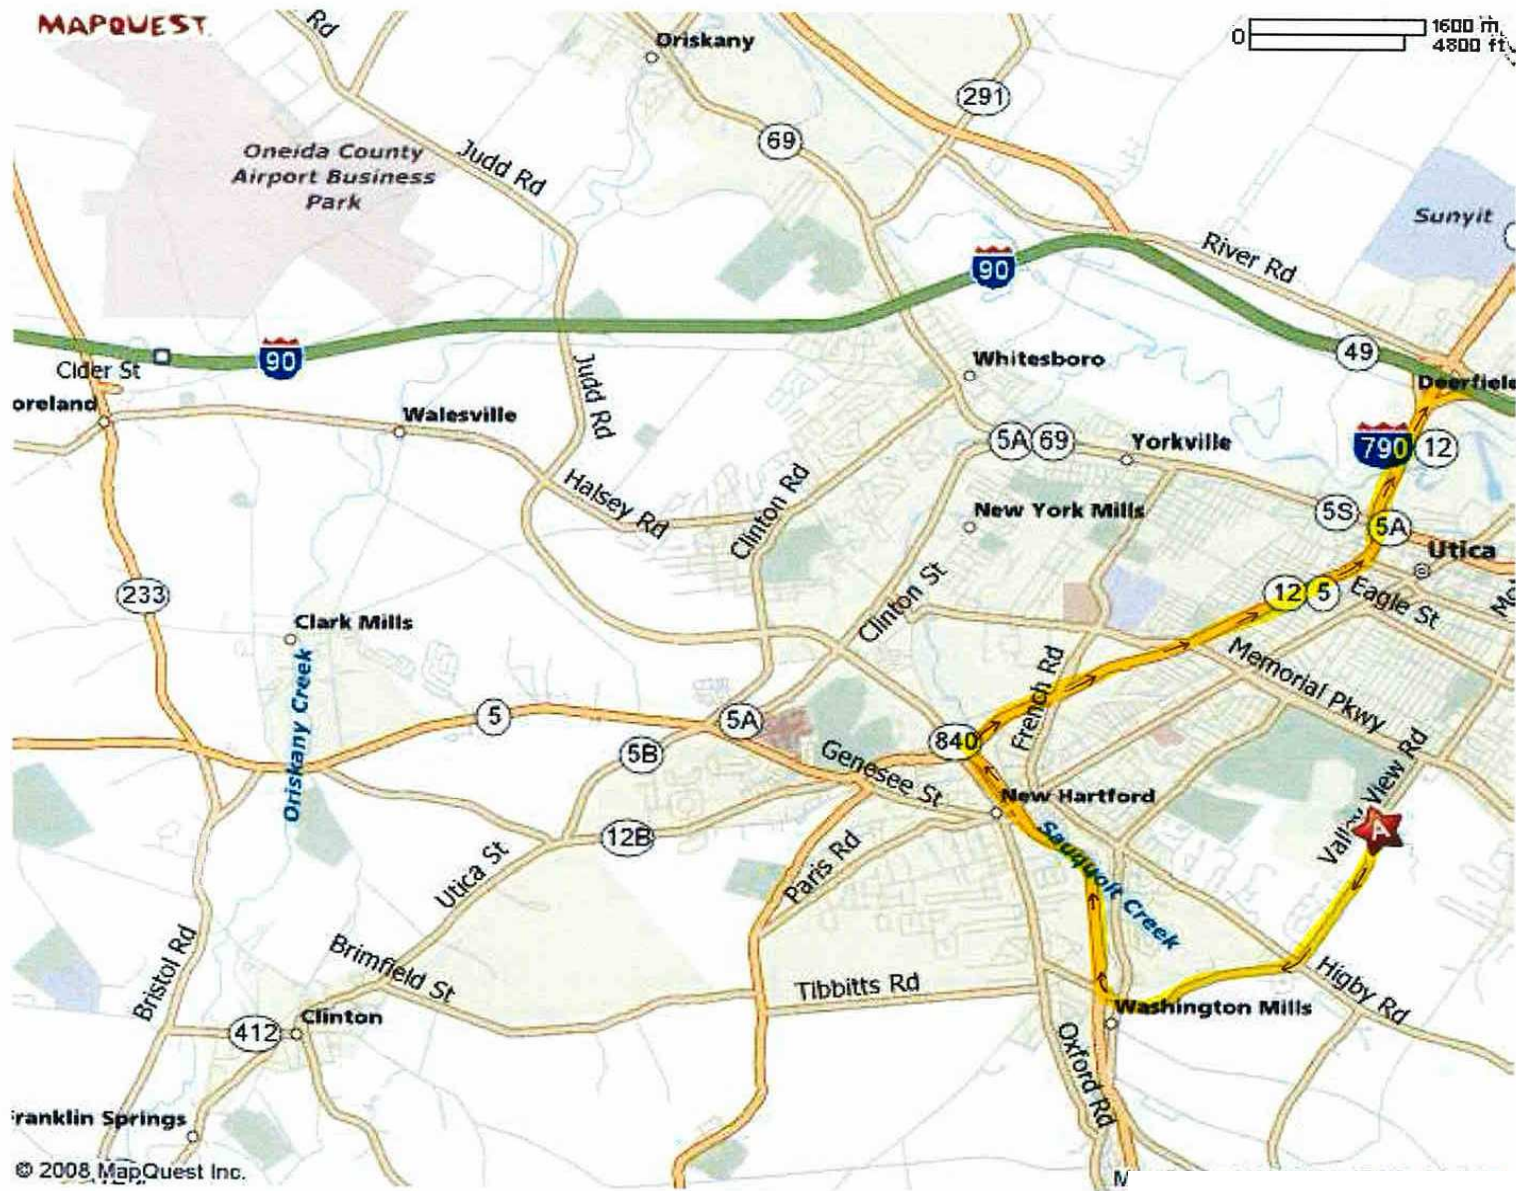 MAPQUEST
Rd
Oriskany
0
1600 m
4800 ft
291
69
Oneida County
Airport Business
Park
Judd Rd
Sunyit
River Rd
90
90
49
Cider St
Judd Rd
Whitesboro
Deerfiel
oreland
Walesville
5A
69
Yorkville
790
12
Halsey Rd
Clinton Rd
New York Mills
5S
5A
Utica
233
Clinton St
12
5
Eagle St
Clark Mills
Memorial Pkwy
Oriskany Creek
French Rd
5
5A
840
5B
Genesee St
Valley View Rd
New Hartford
A
12B
Sauquoit Creek
Paris Rd
Utica St
Bristol Rd
Brimfield St
Tibbitts Rd
Higby Rd
412
Clinton
Washington Mills
Oxford Rd
Franklin Springs
© 2008 MapQuest Inc.
M